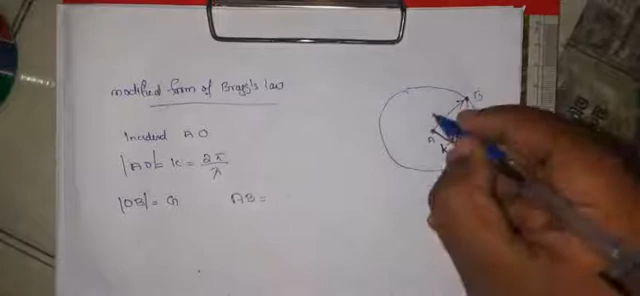 modified form of Bragg's law
B
Incident AO
A
|AO| = K = 2π/λ
K
|OB| = G AB =